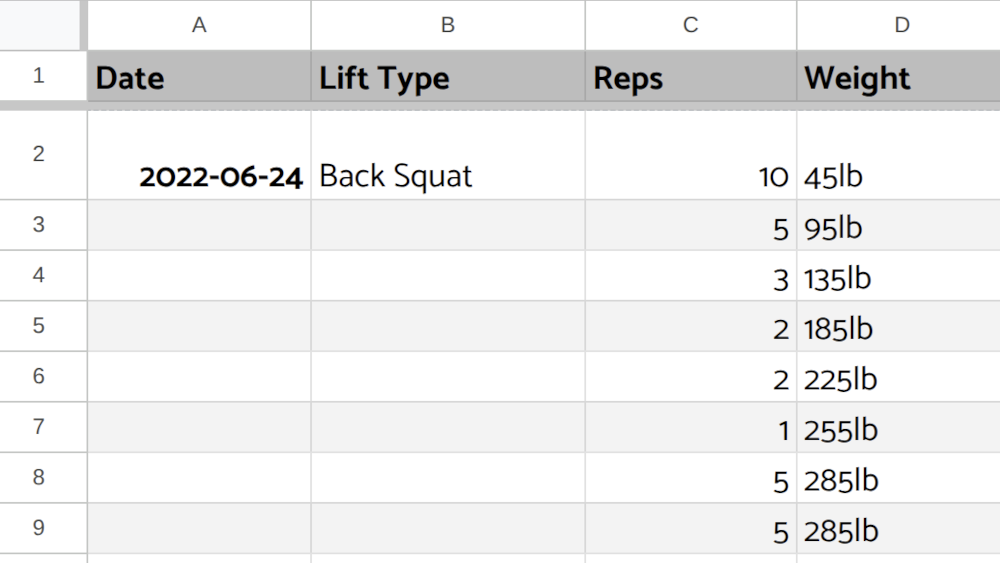 A B C D
1 Date Lift Type Reps Weight
2 2022-06-24 Back Squat 10 45lb
3 5 95lb
4 3 135lb
5 2 185lb
6 2 225lb
7 1 255lb
8 5 285lb
9 5 285lb